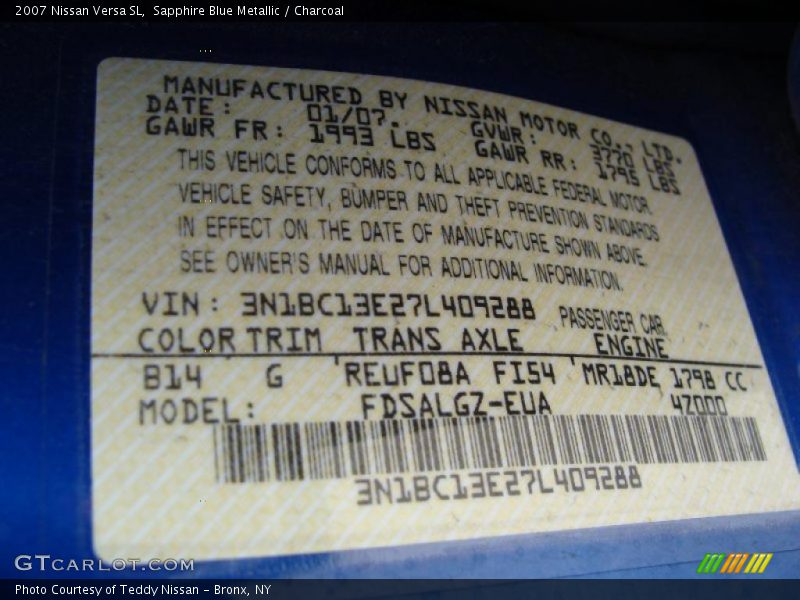 2007 Nissan Versa SL,  Sapphire Blue Metallic / Charcoal
MANUFACTURED BY NISSAN MOTOR CO., LTD.
DATE: 01/07. GVWR: 3770 LBS
GAWR FR: 1993 LBS GAWR RR: 1795 LBS
THIS VEHICLE CONFORMS TO ALL APPLICABLE FEDERAL MOTOR
VEHICLE SAFETY, BUMPER AND THEFT PREVENTION STANDARDS
IN EFFECT ON THE DATE OF MANUFACTURE SHOWN ABOVE.
SEE OWNER'S MANUAL FOR ADDITIONAL INFORMATION.
VIN: 3N1BC13E27L409288 PASSENGER CAR
COLOR TRIM TRANS AXLE ENGINE
B14 G REUF08A FI54 MR18DE 1798 CC
MODEL: FDSALGZ-EUA 4Z000
3N1BC13E27L409288
GTCARLOT.COM
Photo Courtesy of Teddy Nissan - Bronx, NY